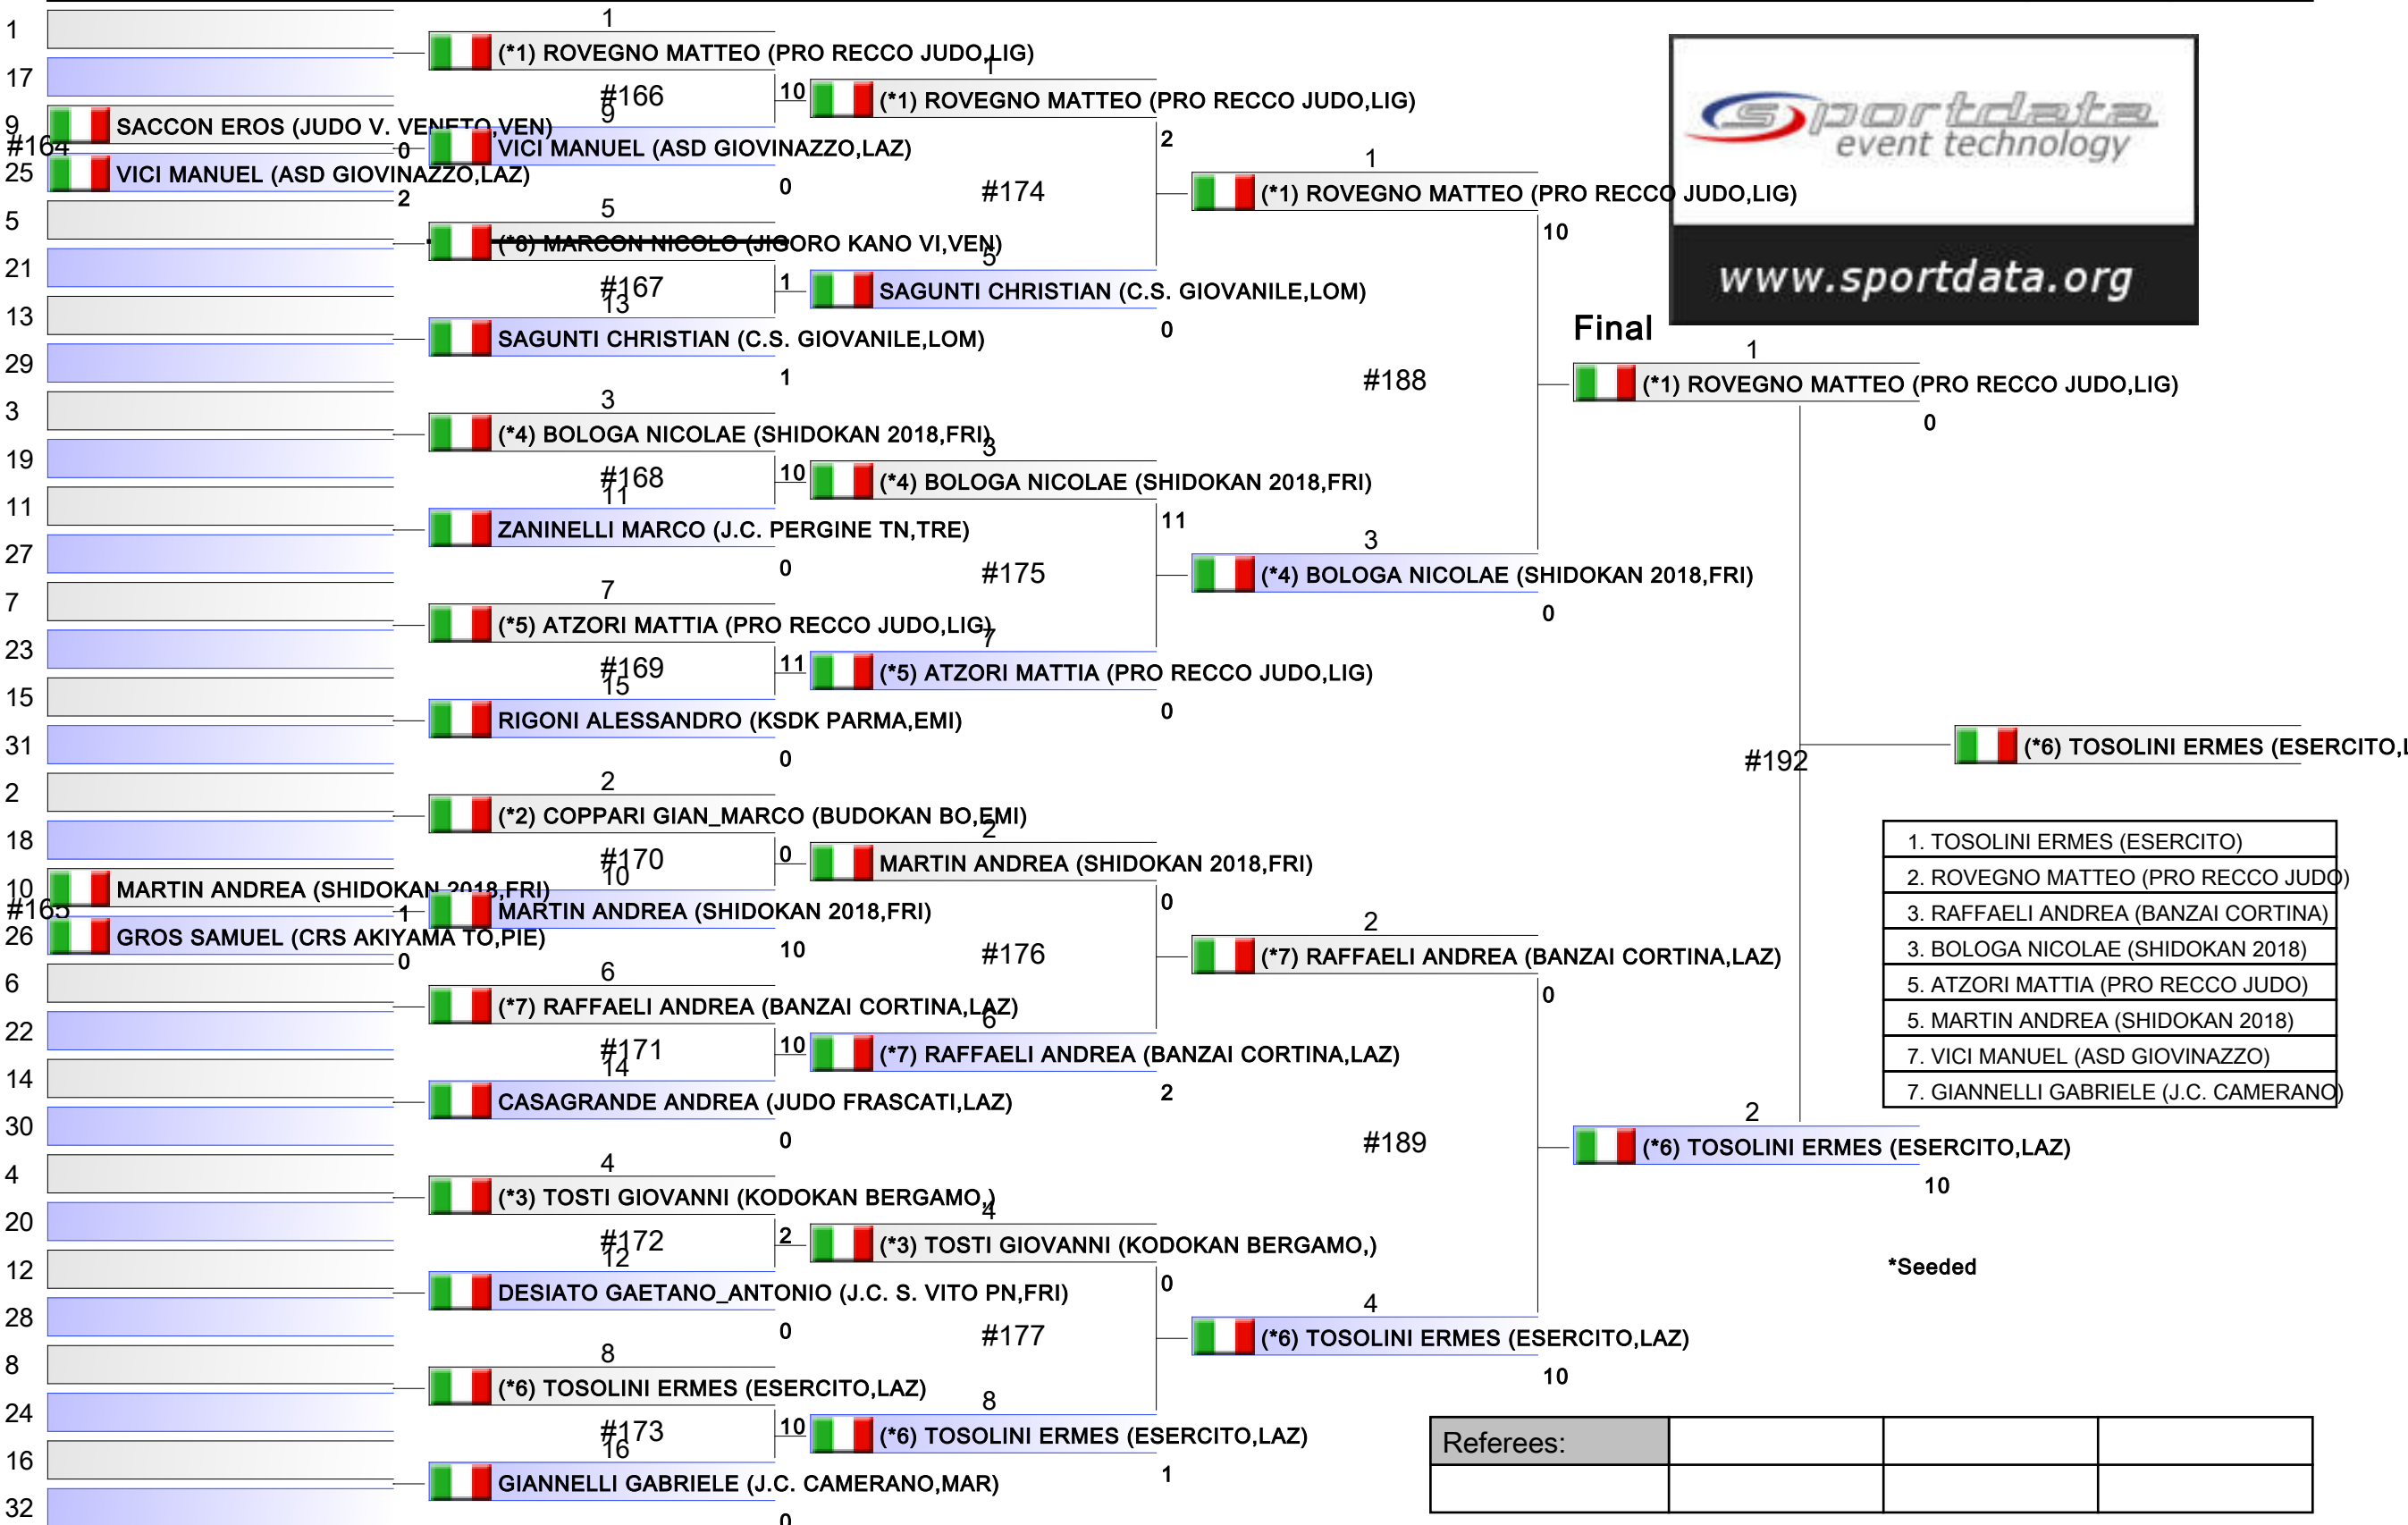 1
17
9
#164
25
5
21
13
29
3
19
11
27
7
23
15
31
2
18
10
#165
26
6
22
14
30
4
20
12
28
8
24
16
32
SACCON EROS (JUDO V. VENETO,VEN)
0
VICI MANUEL (ASD GIOVINAZZO,LAZ)
2
MARTIN ANDREA (SHIDOKAN 2018,FRI)
1
GROS SAMUEL (CRS AKIYAMA TO,PIE)
0
1
(*1) ROVEGNO MATTEO (PRO RECCO JUDO,LIG)
#166
10
9
VICI MANUEL (ASD GIOVINAZZO,LAZ)
0
5
(*8) MARCON NICOLO (JIGORO KANO VI,VEN)
#167
1
13
SAGUNTI CHRISTIAN (C.S. GIOVANILE,LOM)
1
3
(*4) BOLOGA NICOLAE (SHIDOKAN 2018,FRI)
#168
10
11
ZANINELLI MARCO (J.C. PERGINE TN,TRE)
0
7
(*5) ATZORI MATTIA (PRO RECCO JUDO,LIG)
#169
11
15
RIGONI ALESSANDRO (KSDK PARMA,EMI)
0
2
(*2) COPPARI GIAN_MARCO (BUDOKAN BO,EMI)
#170
0
10
MARTIN ANDREA (SHIDOKAN 2018,FRI)
10
6
(*7) RAFFAELI ANDREA (BANZAI CORTINA,LAZ)
#171
10
14
CASAGRANDE ANDREA (JUDO FRASCATI,LAZ)
0
4
(*3) TOSTI GIOVANNI (KODOKAN BERGAMO,)
#172
2
12
DESIATO GAETANO_ANTONIO (J.C. S. VITO PN,FRI)
0
8
(*6) TOSOLINI ERMES (ESERCITO,LAZ)
#173
10
16
GIANNELLI GABRIELE (J.C. CAMERANO,MAR)
0
1
(*1) ROVEGNO MATTEO (PRO RECCO JUDO,LIG)
2
#174
5
SAGUNTI CHRISTIAN (C.S. GIOVANILE,LOM)
0
3
(*4) BOLOGA NICOLAE (SHIDOKAN 2018,FRI)
11
#175
7
(*5) ATZORI MATTIA (PRO RECCO JUDO,LIG)
0
2
MARTIN ANDREA (SHIDOKAN 2018,FRI)
0
#176
6
(*7) RAFFAELI ANDREA (BANZAI CORTINA,LAZ)
2
4
(*3) TOSTI GIOVANNI (KODOKAN BERGAMO,)
0
#177
8
(*6) TOSOLINI ERMES (ESERCITO,LAZ)
1
1
(*1) ROVEGNO MATTEO (PRO RECCO JUDO,LIG)
10
#188
3
(*4) BOLOGA NICOLAE (SHIDOKAN 2018,FRI)
0
2
(*7) RAFFAELI ANDREA (BANZAI CORTINA,LAZ)
0
#189
4
(*6) TOSOLINI ERMES (ESERCITO,LAZ)
10
sportdata
event technology
www.sportdata.org
Final
1
(*1) ROVEGNO MATTEO (PRO RECCO JUDO,LIG)
0
#192
(*6) TOSOLINI ERMES (ESERCITO,L
2
(*6) TOSOLINI ERMES (ESERCITO,LAZ)
10
1. TOSOLINI ERMES (ESERCITO)
2. ROVEGNO MATTEO (PRO RECCO JUDO)
3. RAFFAELI ANDREA (BANZAI CORTINA)
3. BOLOGA NICOLAE (SHIDOKAN 2018)
5. ATZORI MATTIA (PRO RECCO JUDO)
5. MARTIN ANDREA (SHIDOKAN 2018)
7. VICI MANUEL (ASD GIOVINAZZO)
7. GIANNELLI GABRIELE (J.C. CAMERANO)
*Seeded
Referees: